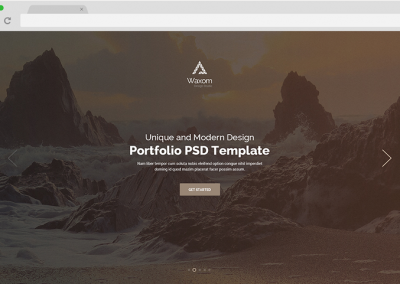 Waxom
Unique and Modern Design
Portfolio PSD Template
Nam liber tempor cum soluta nobis eleifend option congue nihil imperdiet
doming id quod mazim placerat facer possim assum.
GET STARTED